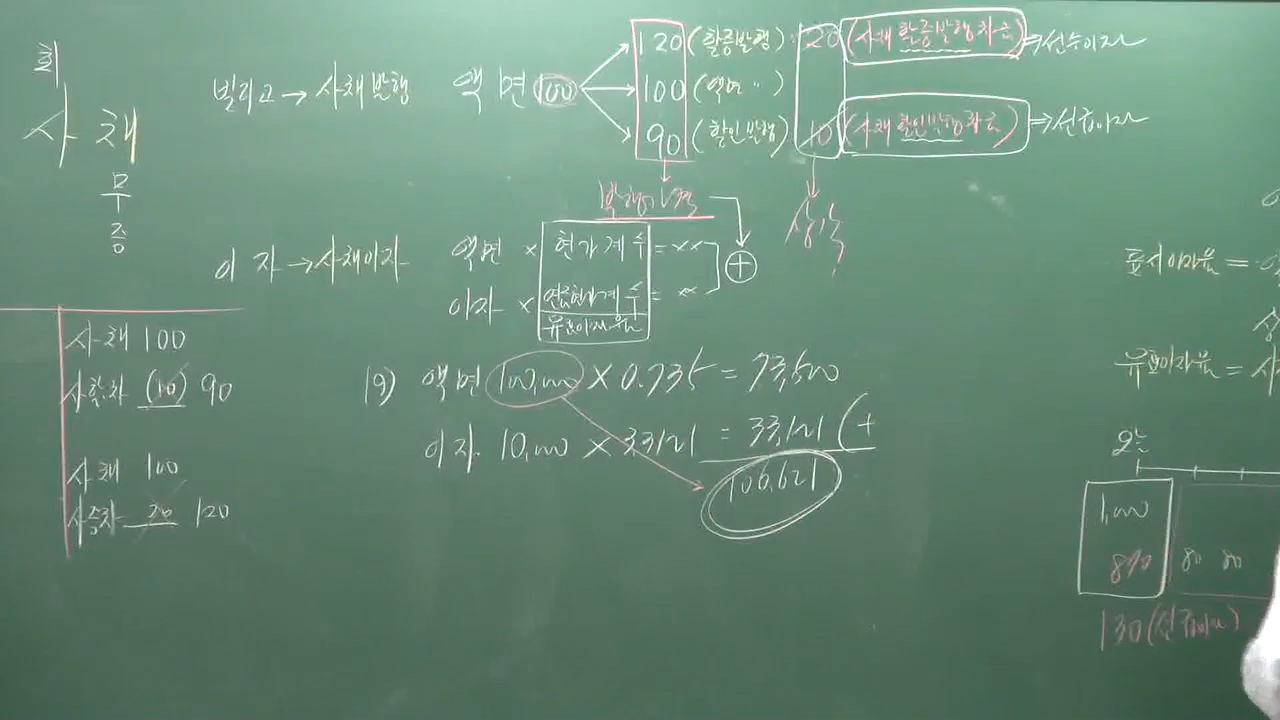 회
사 채
무
증
빌리고 → 사채발행 액면 100
120 (할증발행) 20 (사채할증발행차금) ⇒ 선수이자
100 (액면 〃)
90 (할인발행) 10 (사채할인발행차금) ⇒ 선급이자
발행가격
상각
이자 → 사채이자
액면 × 현가계수 = ××
이자 × 연금현가계수 = ××
유효이자율
⊕
사채 100
사할차 (10) 90
사채 100
사증차 20 120
19) 액면 100,000 × 0.735 = 73,500
이자 10,000 × 3.3121 = 33,121 (+
106,621
표시이자율 =
유효이자율 =
1,000
8% 80 80
130 (선급이자)